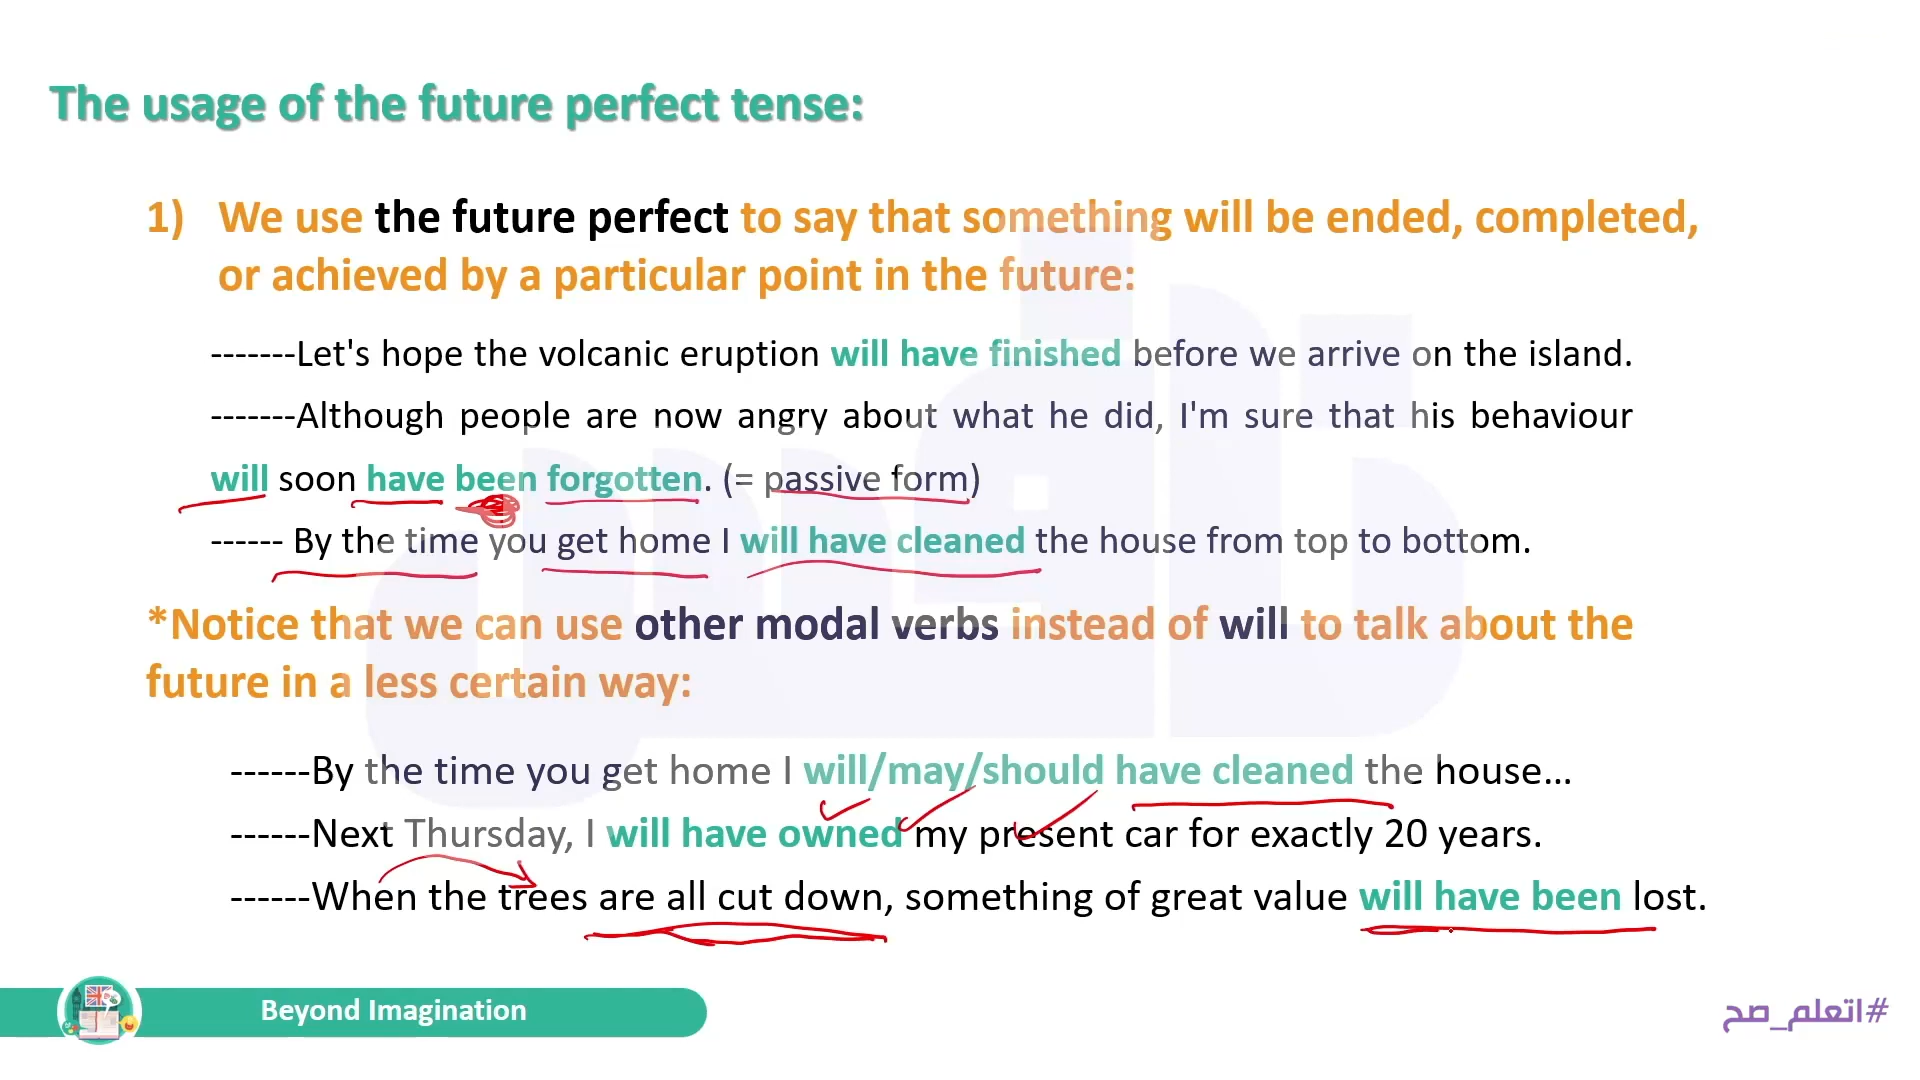 The usage of the future perfect tense:
1) We use the future perfect to say that something will be ended, completed,
or achieved by a particular point in the future:
-------Let's hope the volcanic eruption will have finished before we arrive on the island.
-------Although people are now angry about what he did, I'm sure that his behaviour
will soon have been forgotten. (= passive form)
------ By the time you get home I will have cleaned the house from top to bottom.
*Notice that we can use other modal verbs instead of will to talk about the
future in a less certain way:
------By the time you get home I will/may/should have cleaned the house...
------Next Thursday, I will have owned my present car for exactly 20 years.
------When the trees are all cut down, something of great value will have been lost.
Beyond Imagination
#اتعلم_صح